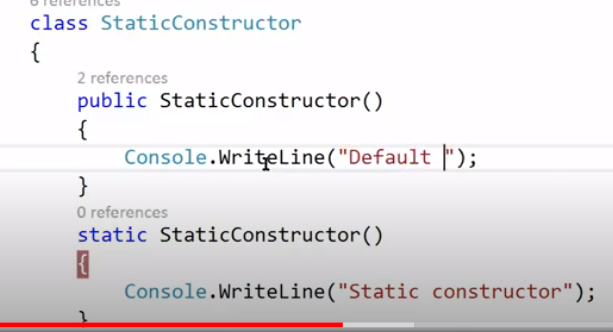 6 references
class StaticConstructor
{
2 references
public StaticConstructor()
{
Console.WriteLine("Default ");
}
0 references
static StaticConstructor()
{
Console.WriteLine("Static constructor");
}